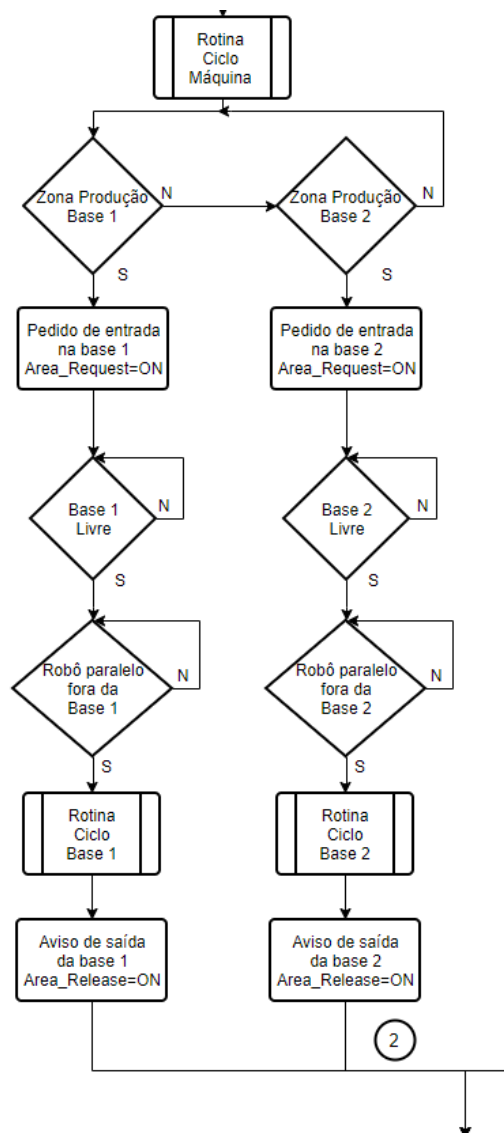 Rotina
Ciclo
Máquina
Zona Produção
Base 1
N
S
Zona Produção
Base 2
N
S
Pedido de entrada
na base 1
Area_Request=ON
Pedido de entrada
na base 2
Area_Request=ON
Base 1
Livre
N
S
Base 2
Livre
N
S
Robô paralelo
fora da
Base 1
N
S
Robô paralelo
fora da
Base 2
N
S
Rotina
Ciclo
Base 1
Rotina
Ciclo
Base 2
Aviso de saída
da base 1
Area_Release=ON
Aviso de saída
da base 2
Area_Release=ON
2